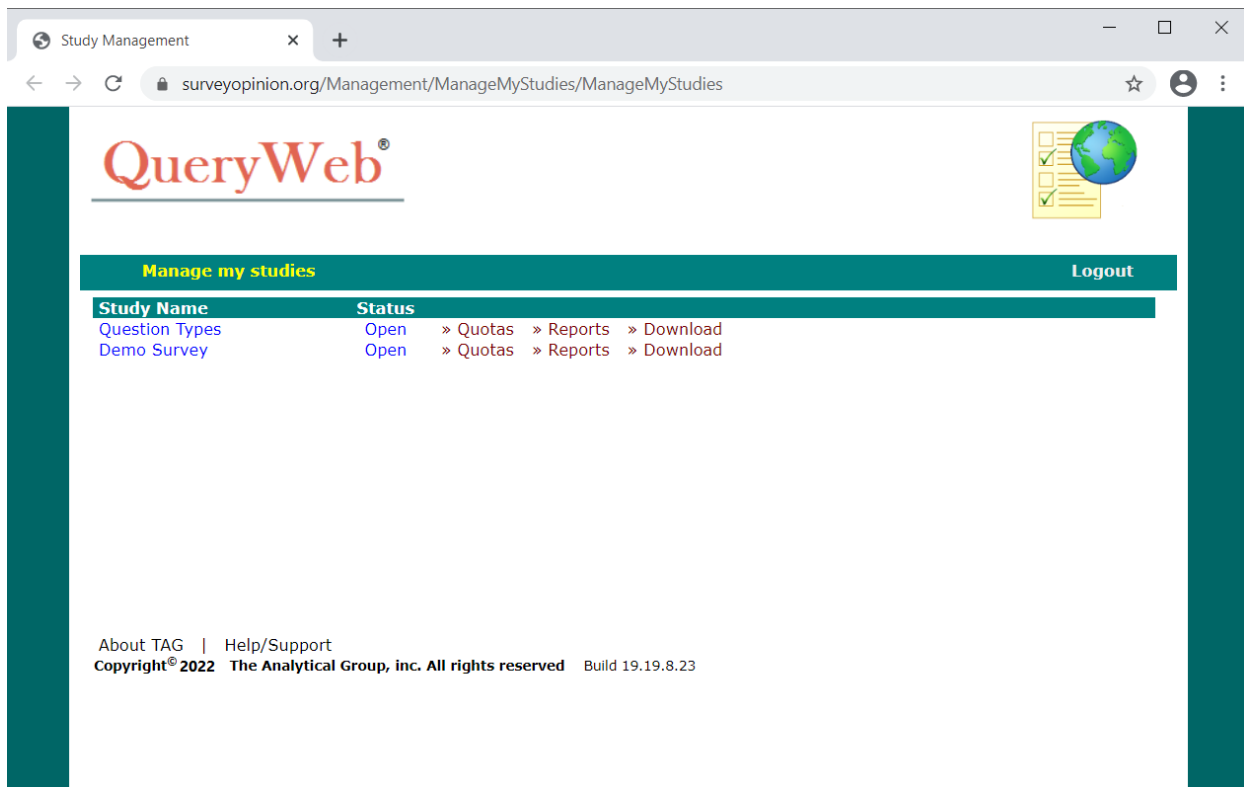 Study Management
surveyopinion.org/Management/ManageMyStudies/ManageMyStudies
QueryWeb®
Manage my studies Logout
Study Name Status
Question Types Open » Quotas » Reports » Download
Demo Survey Open » Quotas » Reports » Download
About TAG | Help/Support
Copyright© 2022 The Analytical Group, inc. All rights reserved Build 19.19.8.23